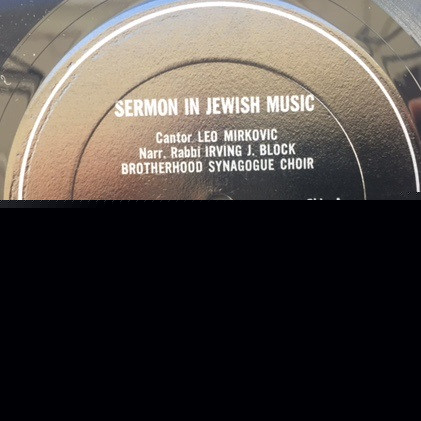 SERMON IN JEWISH MUSIC
Cantor LEO MIRKOVIC
Narr. Rabbi IRVING J. BLOCK
BROTHERHOOD SYNAGOGUE CHOIR